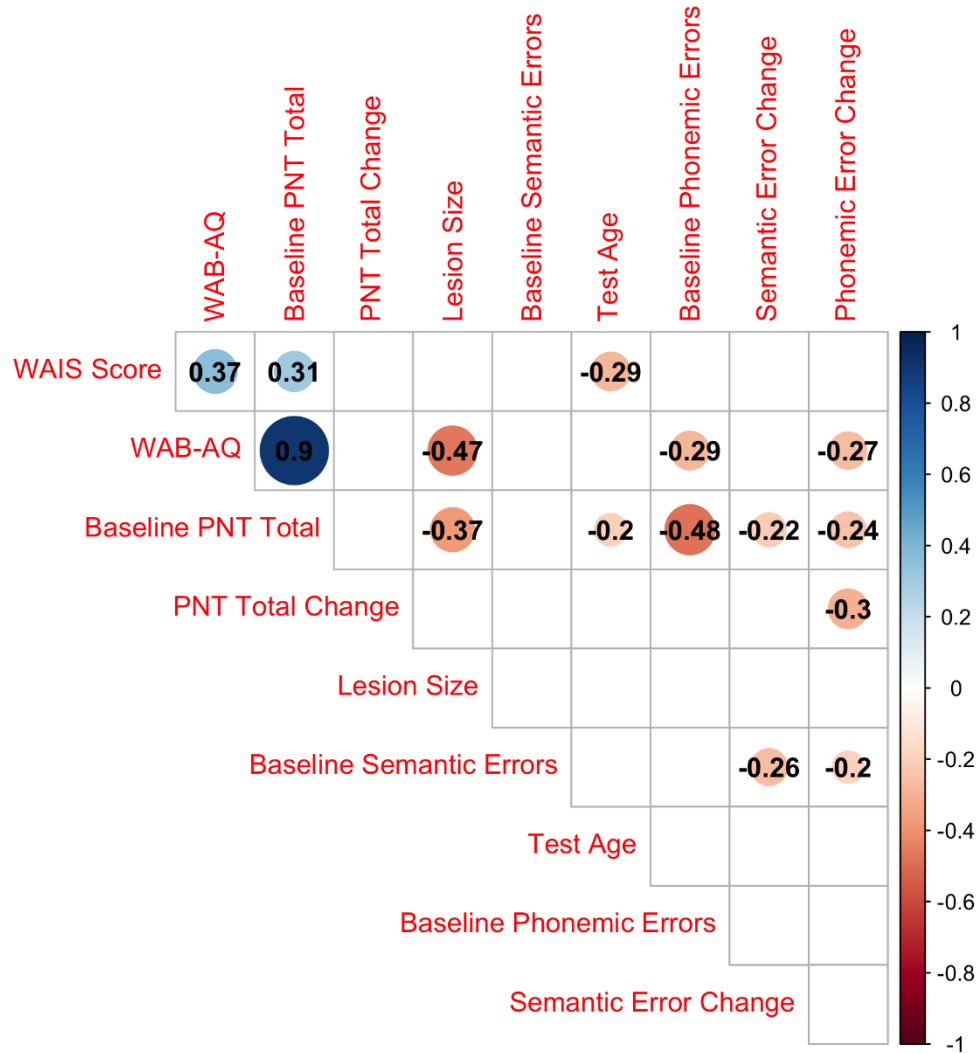 WAB-AQ
Baseline PNT Total
PNT Total Change
Lesion Size
Baseline Semantic Errors
Test Age
Baseline Phonemic Errors
Semantic Error Change
Phonemic Error Change
WAIS Score 0.37 0.31 -0.29
WAB-AQ 0.9 -0.47 -0.29 -0.27
Baseline PNT Total -0.37 -0.2 -0.48 -0.22 -0.24
PNT Total Change -0.3
Lesion Size
Baseline Semantic Errors -0.26 -0.2
Test Age
Baseline Phonemic Errors
Semantic Error Change
1
0.8
0.6
0.4
0.2
0
-0.2
-0.4
-0.6
-0.8
-1